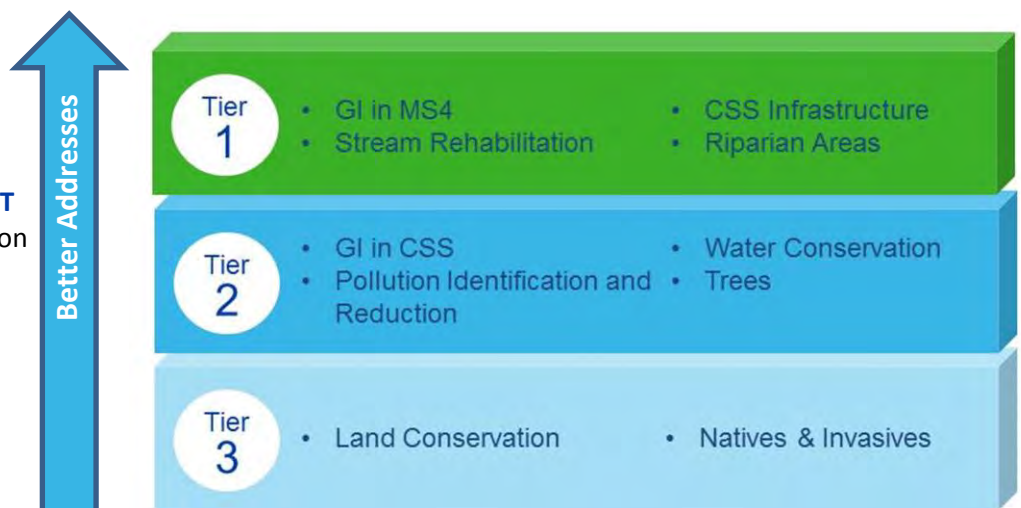 T
on
Better Addresses
Tier
1
• GI in MS4
• Stream Rehabilitation
• CSS Infrastructure
• Riparian Areas
Tier
2
• GI in CSS
• Pollution Identification and
Reduction
• Water Conservation
• Trees
Tier
3
• Land Conservation
• Natives & Invasives